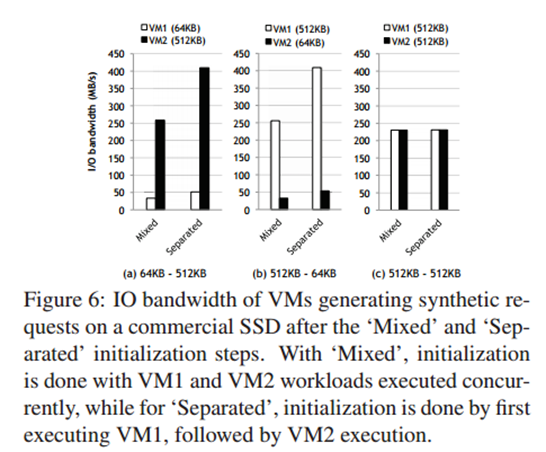 VM1 (64KB)
VM2 (512KB)
VM1 (512KB)
VM2 (64KB)
VM1 (512KB)
VM2 (512KB)
I/O bandwidth (MB/s)
450
400
350
300
250
200
150
100
50
0
Mixed
Separated
450
400
350
300
250
200
150
100
50
0
Mixed
Separated
450
400
350
300
250
200
150
100
50
0
Mixed
Separated
(a) 64KB - 512KB
(b) 512KB - 64KB
(c) 512KB - 512KB
Figure 6: IO bandwidth of VMs generating synthetic re-
quests on a commercial SSD after the ‘Mixed’ and ‘Sep-
arated’ initialization steps. With ‘Mixed’, initialization
is done with VM1 and VM2 workloads executed concur-
rently, while for ‘Separated’, initialization is done by first
executing VM1, followed by VM2 execution.